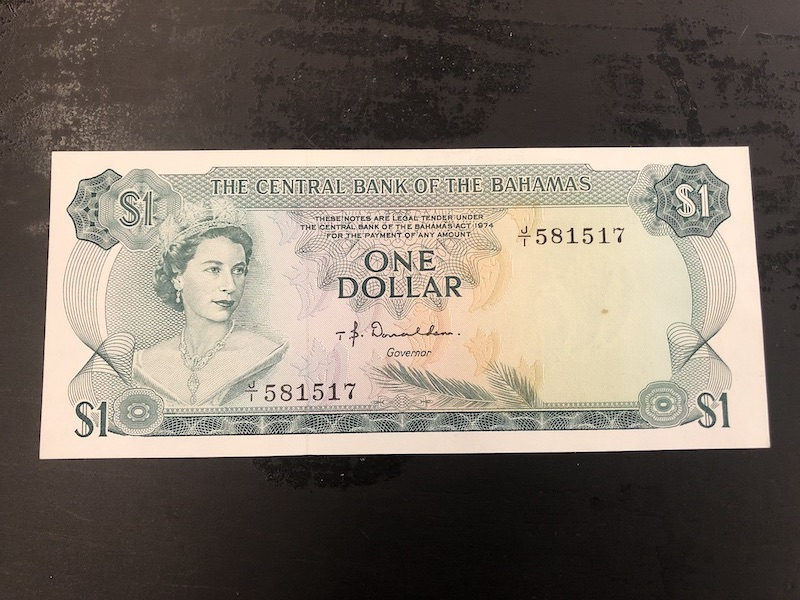 THE CENTRAL BANK OF THE BAHAMAS
$1
$1
THESE NOTES ARE LEGAL TENDER UNDER
THE CENTRAL BANK OF THE BAHAMAS ACT 1974
FOR THE PAYMENT OF ANY AMOUNT
J/1 581517
ONE
DOLLAR
T. B. Donaldson.
Governor
J/1 581517
$1
$1